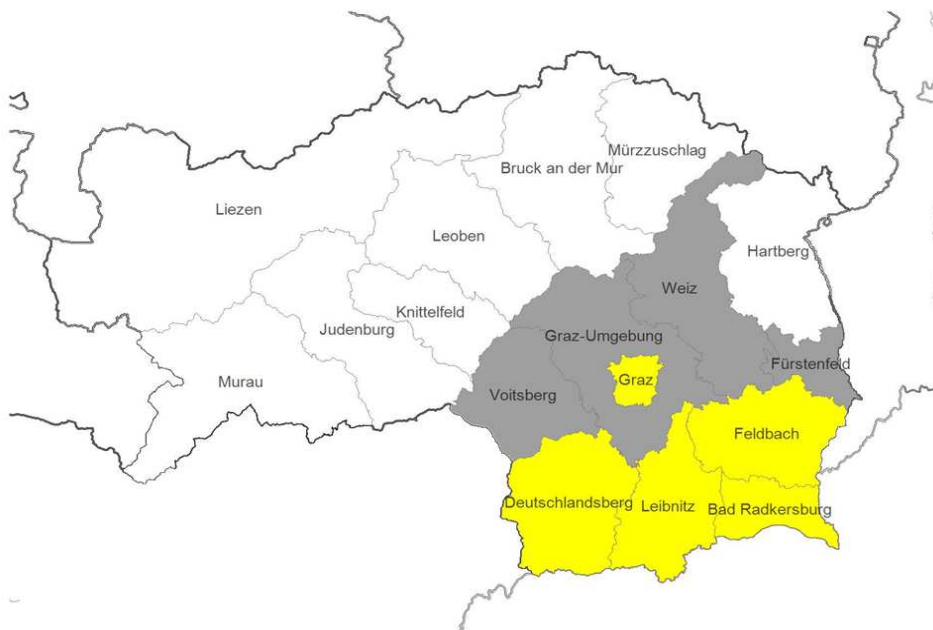 Mürzzuschlag
Bruck an der Mur
Liezen
Leoben
Hartberg
Weiz
Knittelfeld
Judenburg
Graz-Umgebung
Fürstenfeld
Murau
Graz
Voitsberg
Feldbach
Deutschlandsberg
Leibnitz
Bad Radkersburg